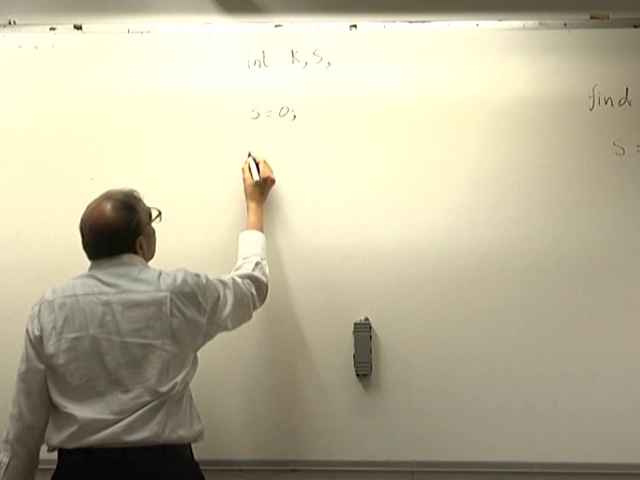 int K, S,
S = 0;
find
S =